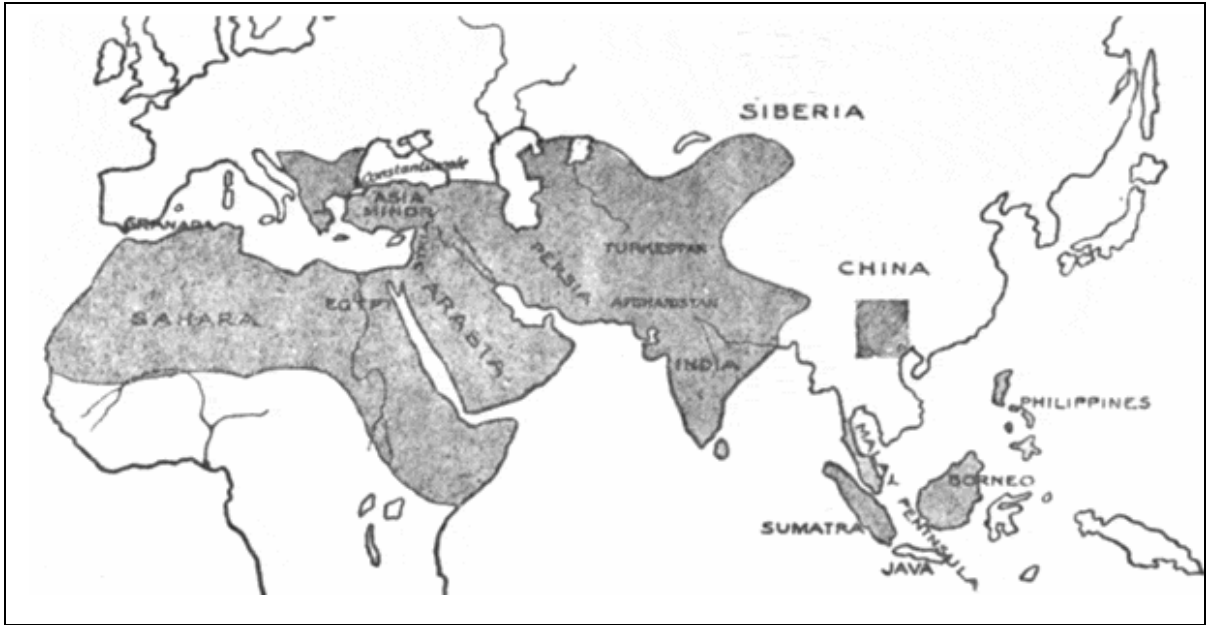 SIBERIA
Constantinople
ASIA
MINOR
GRANADA
TURKESTAN
PERSIA
CHINA
AFGHANISTAN
EGYPT
ARABIA
SAHARA
INDIA
PHILIPPINES
BORNEO
PENINSULA
SUMATRA
JAVA